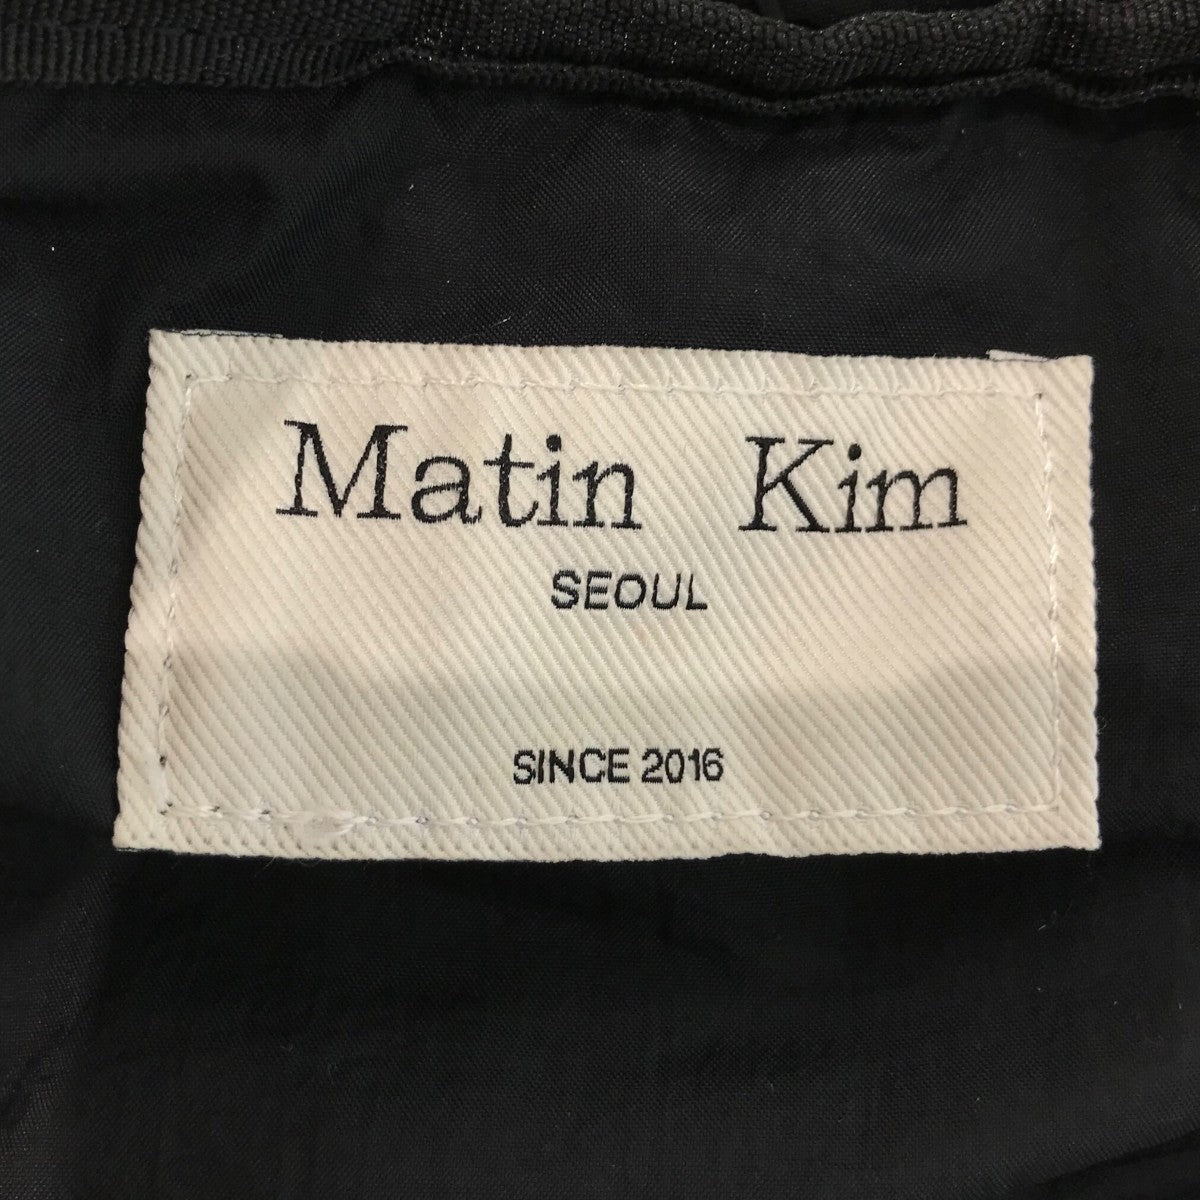 Matin Kim
SEOUL
SINCE 2016